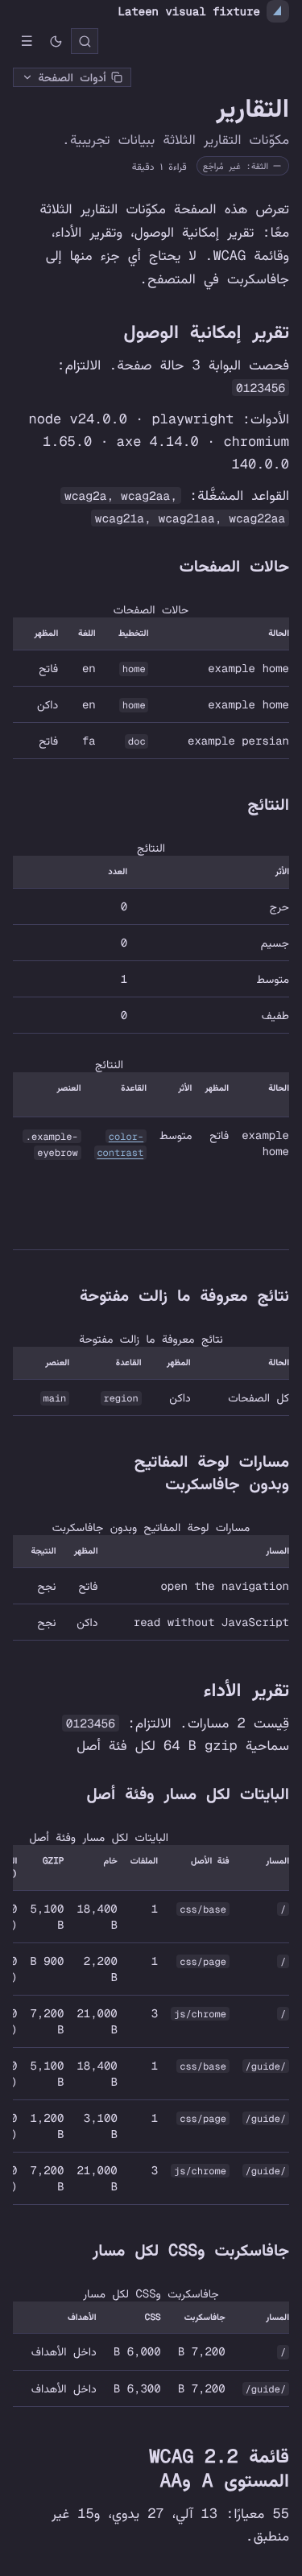 Lateen visual fixture
أدوات الصفحة
التقارير
مكوّنات التقارير الثلاثة ببيانات تجريبية.
— الثقة: غير مُراجَع
قراءة ١ دقيقة
تعرض هذه الصفحة مكوّنات التقارير الثلاثة
معًا: تقرير إمكانية الوصول، وتقرير الأداء،
وقائمة WCAG. لا يحتاج أي جزء منها إلى
جافاسكربت في المتصفح.
تقرير إمكانية الوصول
فحصت البوابة 3 حالة صفحة. الالتزام:
0123456
الأدوات: node v24.0.0 · playwright
1.65.0 · axe 4.14.0 · chromium
140.0.0
القواعد المشغَّلة: wcag2a, wcag2aa,
wcag21a, wcag21aa, wcag22aa
حالات الصفحات
حالات الصفحات
الحالة التخطيط اللغة المظهر
example home home en فاتح
example home home en داكن
example persian doc fa فاتح
النتائج
النتائج
الأثر العدد
حرج 0
جسيم 0
متوسط 1
طفيف 0
النتائج
الحالة المظهر الأثر القاعدة العنصر
example home فاتح متوسط color-contrast .example-eyebrow
نتائج معروفة ما زالت مفتوحة
نتائج معروفة ما زالت مفتوحة
الحالة المظهر القاعدة العنصر
كل الصفحات داكن region main
مسارات لوحة المفاتيح
وبدون جافاسكربت
مسارات لوحة المفاتيح وبدون جافاسكربت
المسار المظهر النتيجة
open the navigation فاتح نجح
read without JavaScript داكن نجح
تقرير الأداء
قِيست 2 مسارات. الالتزام: 0123456
سماحية 64 B gzip لكل فئة أصل
البايتات لكل مسار وفئة أصل
البايتات لكل مسار وفئة أصل
المسار فئة الأصل الملفات خام GZIP
/ css/base 1 18,400 B 5,100 B
/ css/page 1 2,200 B 900 B
/ js/chrome 3 21,000 B 7,200 B
/guide/ css/base 1 18,400 B 5,100 B
/guide/ css/page 1 3,100 B 1,200 B
/guide/ js/chrome 3 21,000 B 7,200 B
جافاسكربت وCSS لكل مسار
جافاسكربت وCSS لكل مسار
المسار جافاسكربت CSS الأهداف
/ 7,200 B 6,000 B داخل الأهداف
/guide/ 7,200 B 6,300 B داخل الأهداف
قائمة WCAG 2.2
المستوى A وAA
55 معيارًا: 13 آلي، 27 يدوي، و15 غير
منطبق.